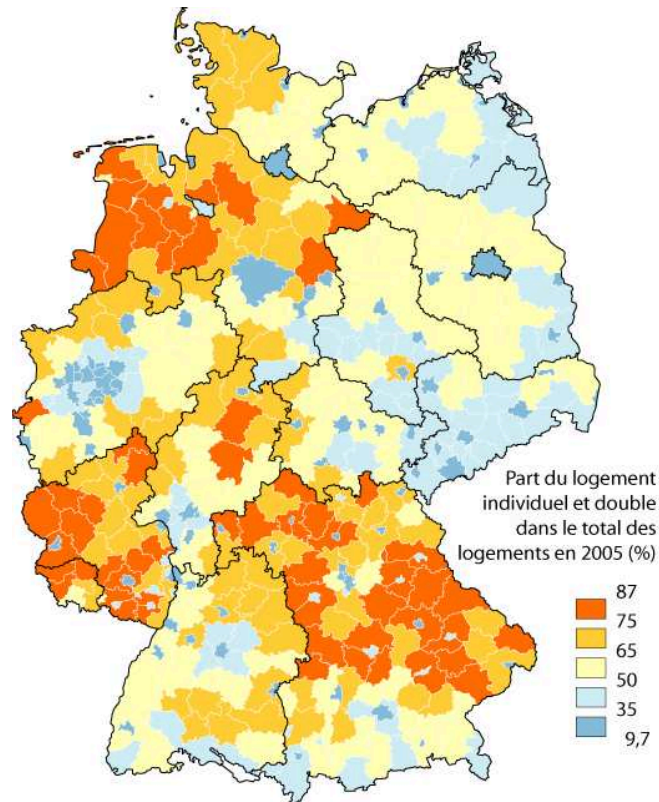 Part du logement
individuel et double
dans le total des
logements en 2005 (%)
87
75
65
50
35
9,7